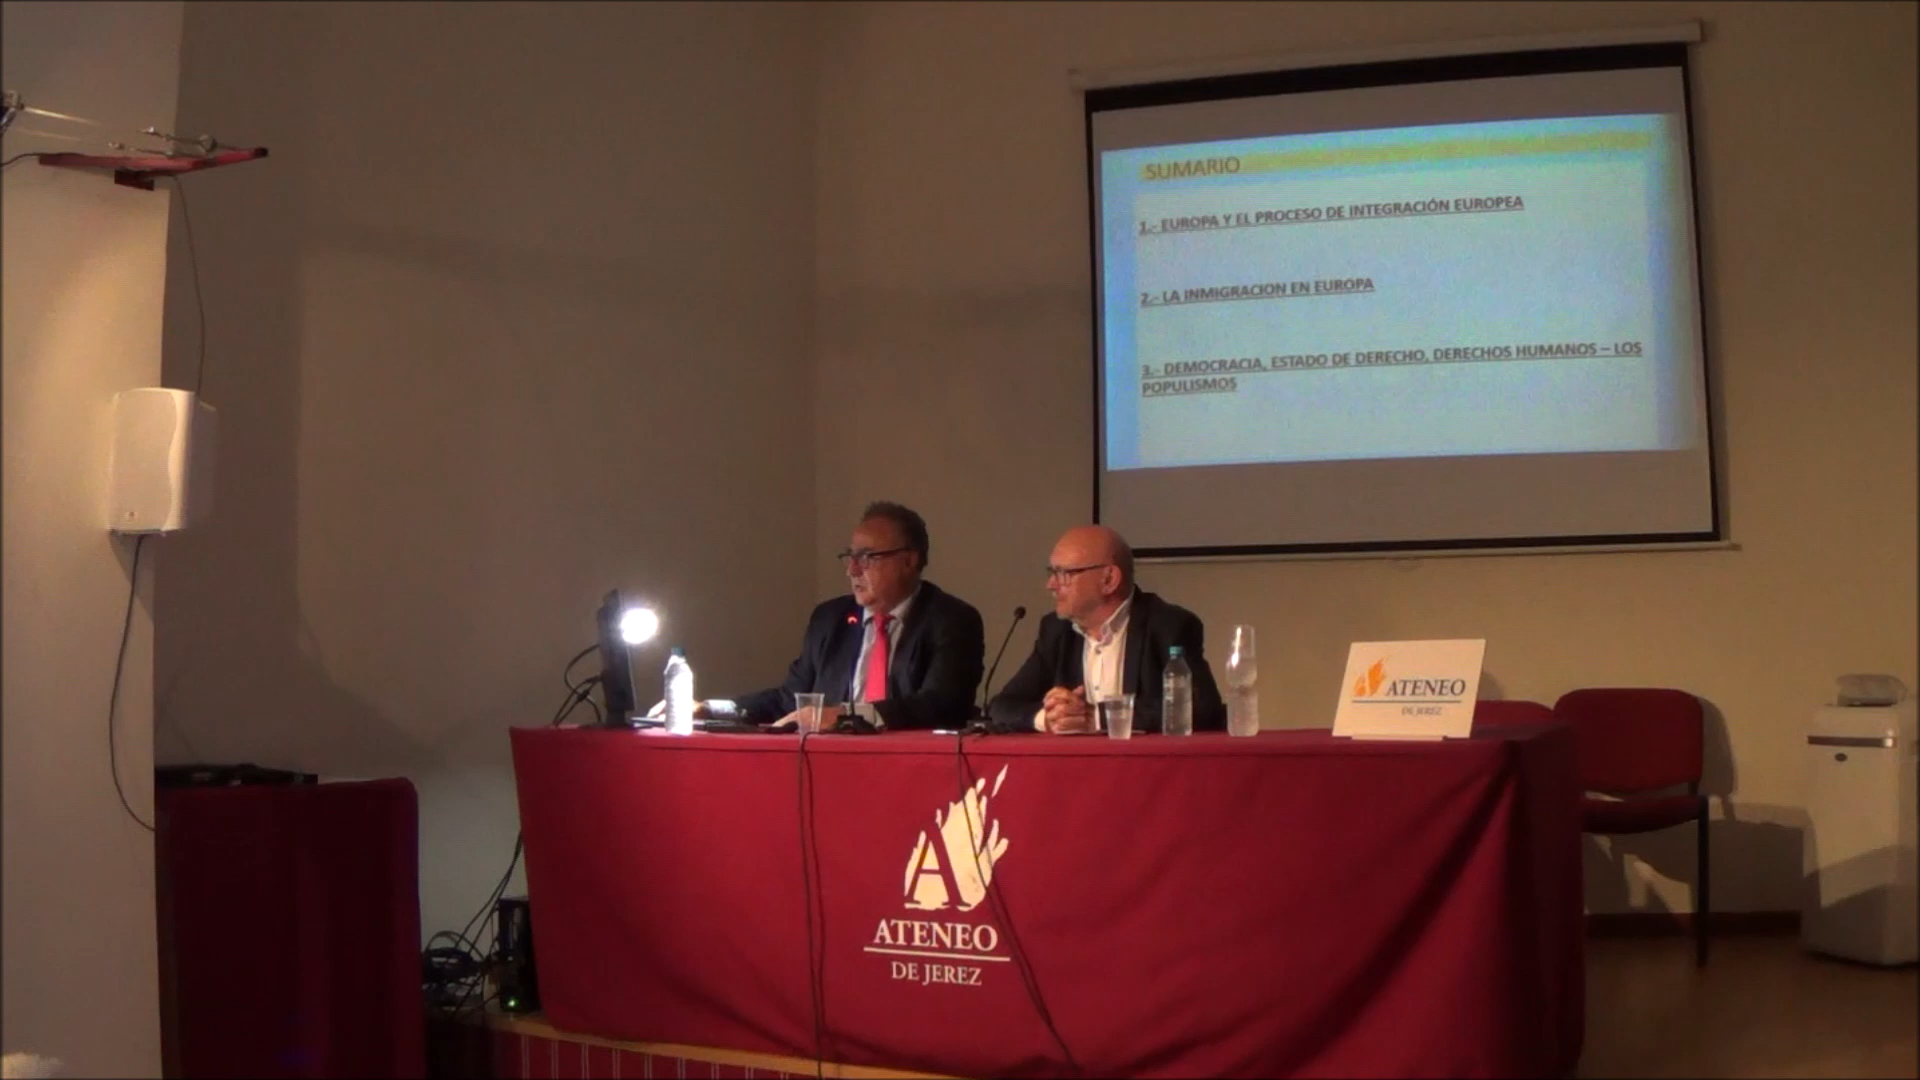 SUMARIO
1.- EUROPA Y EL PROCESO DE INTEGRACIÓN EUROPEA
2.- LA INMIGRACION EN EUROPA
3.- DEMOCRACIA, ESTADO DE DERECHO, DERECHOS HUMANOS – LOS
POPULISMOS
ATENEO
DE JEREZ
A
ATENEO
DE JEREZ